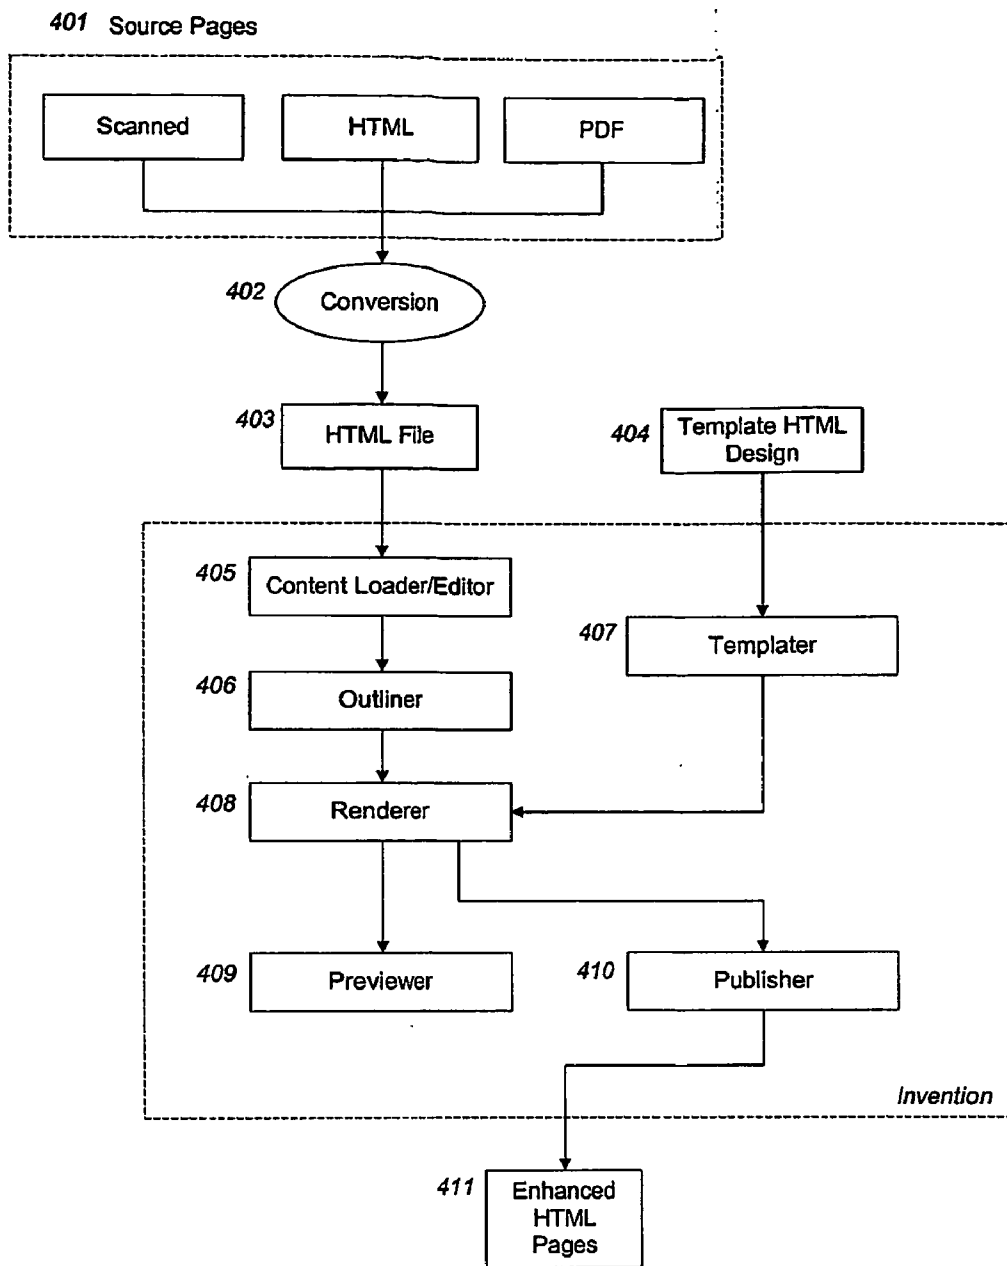 401 Source Pages
Scanned
HTML
PDF
402
Conversion
403
HTML File
404
Template HTML
Design
405
Content Loader/Editor
407
Templater
406
Outliner
408
Renderer
409
Previewer
410
Publisher
Invention
411
Enhanced
HTML
Pages